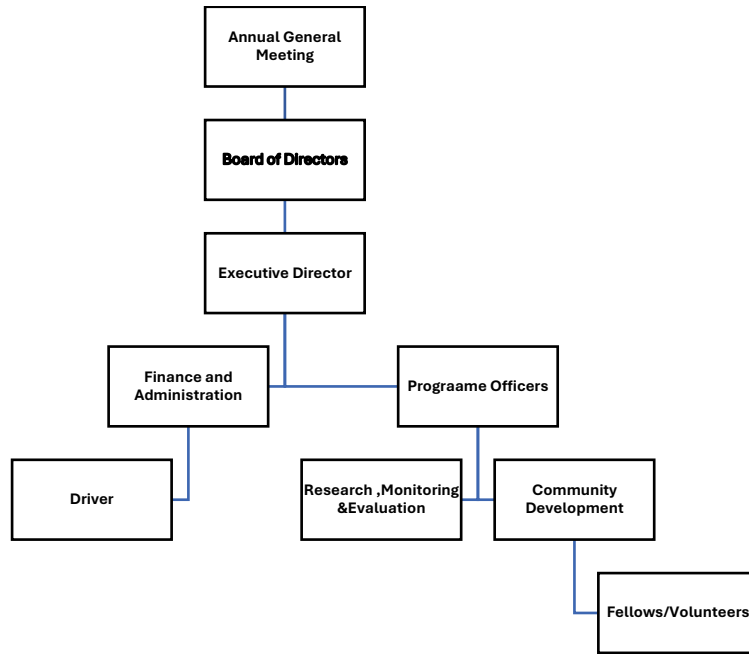 Annual General
Meeting
Board of Directors
Executive Director
Finance and
Administration
Prograame Officers
Driver
Research ,Monitoring
&Evaluation
Community
Development
Fellows/Volunteers